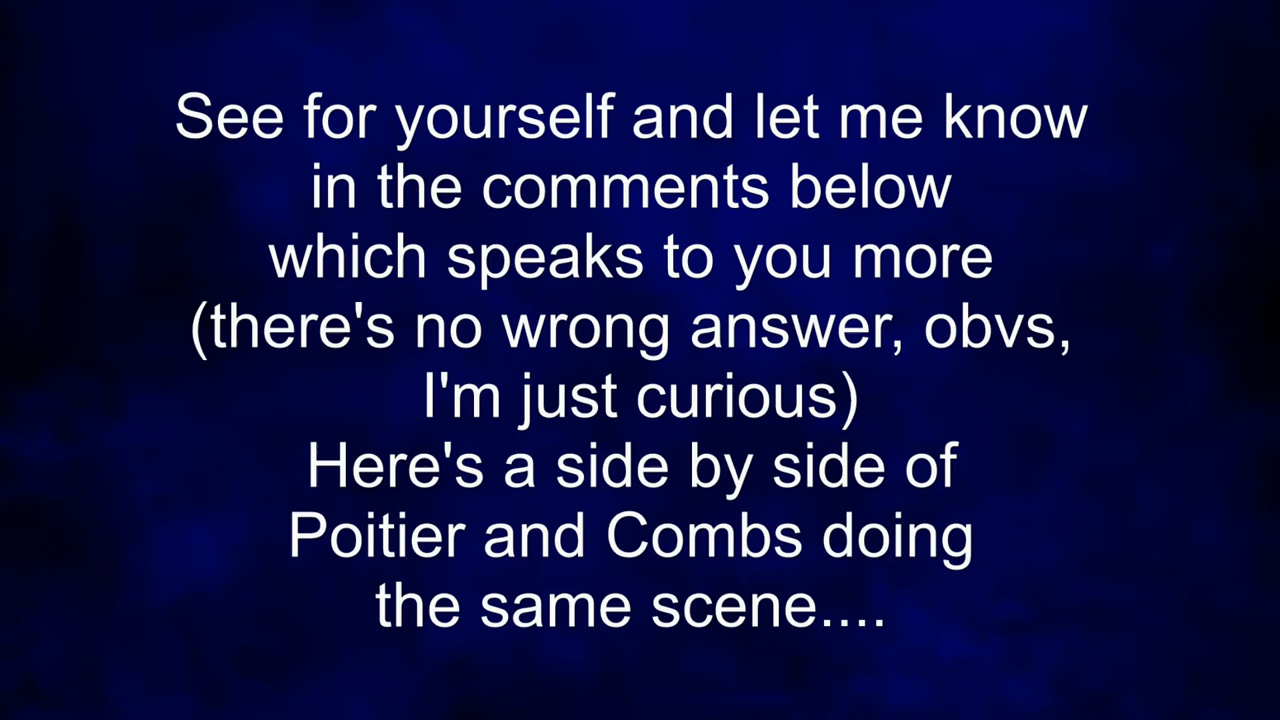 See for yourself and let me know
in the comments below
which speaks to you more
(there's no wrong answer, obvs,
I'm just curious)
Here's a side by side of
Poitier and Combs doing
the same scene....